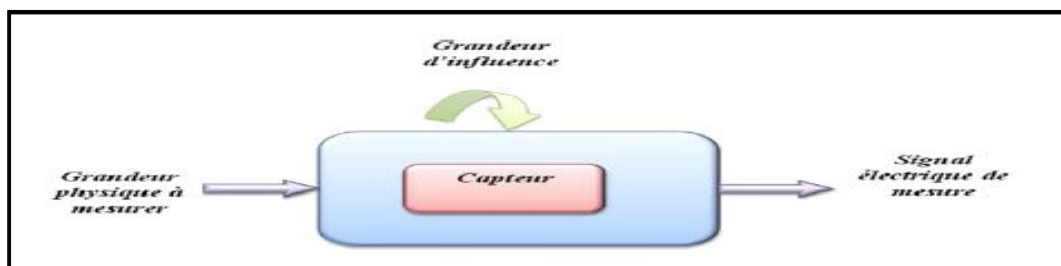 Grandeur
d'influence
Grandeur
physique à
mesurer
Capteur
Signal
électrique de
mesure